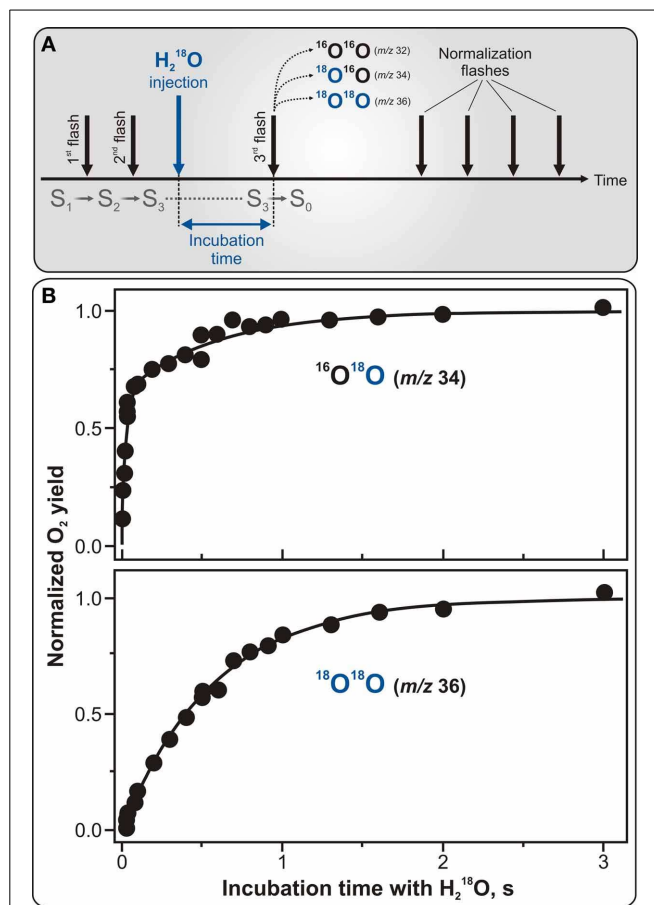 A
H₂¹⁸O
injection
¹⁶O¹⁶O (m/z 32)
¹⁸O¹⁶O (m/z 34)
¹⁸O¹⁸O (m/z 36)
Normalization
flashes
1st flash
2nd flash
3rd flash
Time
S₁ S₂ S₃ S₃ S₀
Incubation
time
B
1.0
0.5
0.0
¹⁶O¹⁸O (m/z 34)
Normalized O₂ yield
1.0
0.5
0.0
¹⁸O¹⁸O (m/z 36)
0 1 2 3
Incubation time with H₂¹⁸O, s